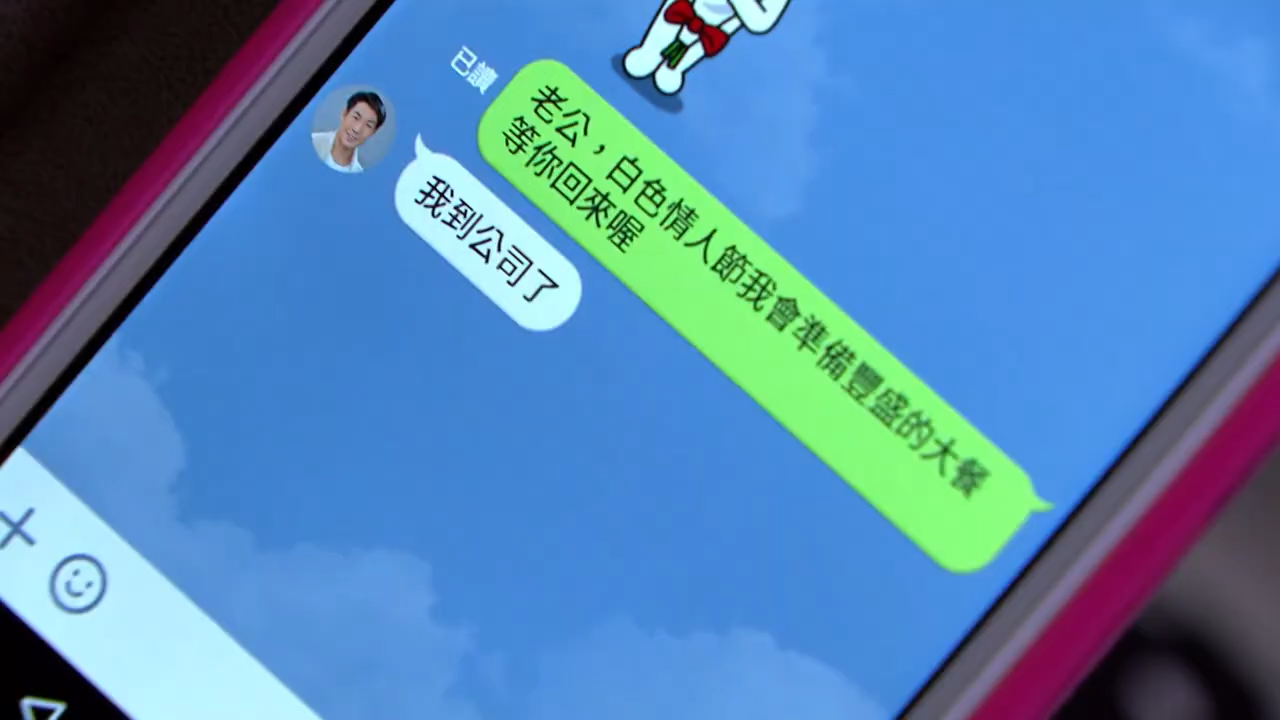 已讀
老公，白色情人節我會準備豐盛的大餐
等你回來喔
我到公司了